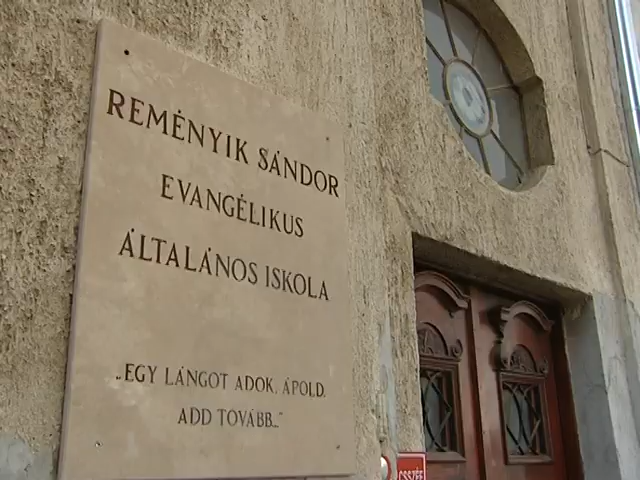 REMÉNYIK SÁNDOR
EVANGÉLIKUS
ÁLTALÁNOS ISKOLA
„EGY LÁNGOT ADOK, ÁPOLD,
ADD TOVÁBB..."